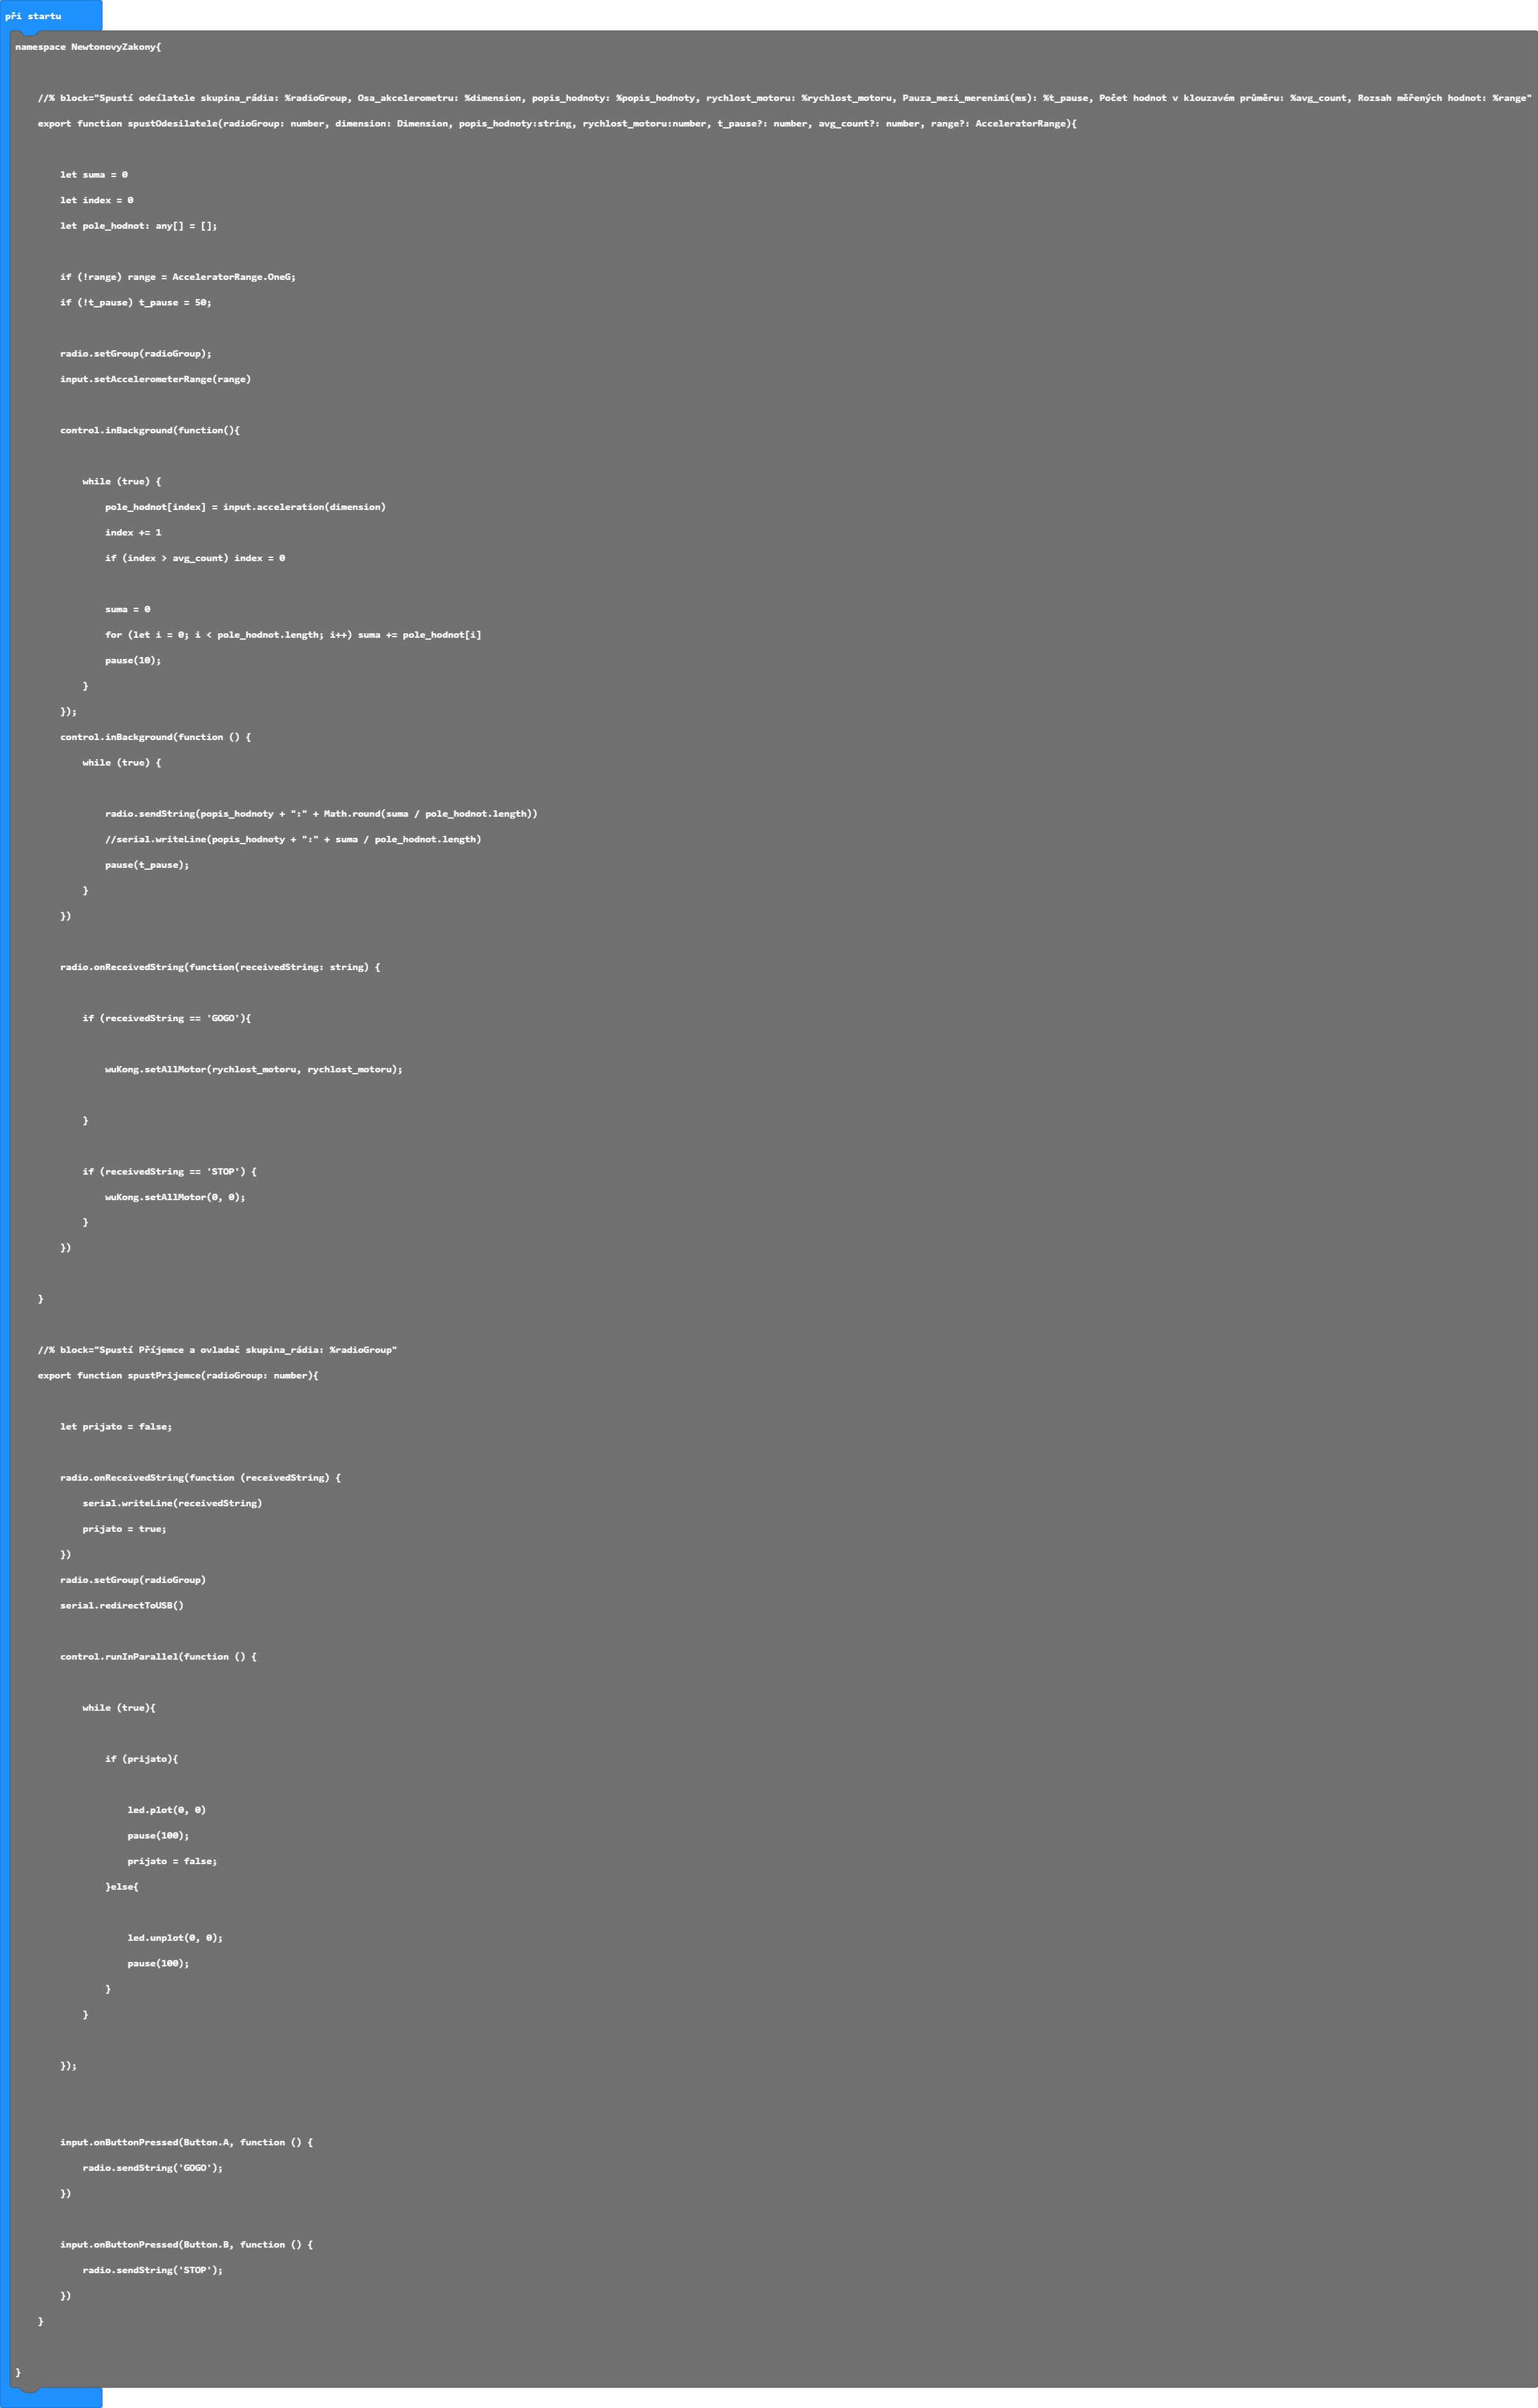 při startu
namespace NewtonovyZakony{
//% block="Spustí odeílatele skupina_rádia: %radioGroup, Osa_akcelerometru: %dimension, popis_hodnoty: %popis_hodnoty, rychlost_motoru: %rychlost_motoru, Pauza_mezi_merenimi(ms): %t_pause, Počet hodnot v klouzavém průměru: %avg_count, Rozsah měřených hodnot: %range"
export function spustOdesilatele(radioGroup: number, dimension: Dimension, popis_hodnoty:string, rychlost_motoru:number, t_pause?: number, avg_count?: number, range?: AcceleratorRange){
let suma = 0
let index = 0
let pole_hodnot: any[] = [];
if (!range) range = AcceleratorRange.OneG;
if (!t_pause) t_pause = 50;
radio.setGroup(radioGroup);
input.setAccelerometerRange(range)
control.inBackground(function(){
while (true) {
pole_hodnot[index] = input.acceleration(dimension)
index += 1
if (index > avg_count) index = 0
suma = 0
for (let i = 0; i < pole_hodnot.length; i++) suma += pole_hodnot[i]
pause(10);
}
});
control.inBackground(function () {
while (true) {
radio.sendString(popis_hodnoty + ":" + Math.round(suma / pole_hodnot.length))
//serial.writeLine(popis_hodnoty + ":" + suma / pole_hodnot.length)
pause(t_pause);
}
})
radio.onReceivedString(function(receivedString: string) {
if (receivedString == 'GOGO'){
wuKong.setAllMotor(rychlost_motoru, rychlost_motoru);
}
if (receivedString == 'STOP') {
wuKong.setAllMotor(0, 0);
}
})
}
//% block="Spustí Příjemce a ovladač skupina_rádia: %radioGroup"
export function spustPrijemce(radioGroup: number){
let prijato = false;
radio.onReceivedString(function (receivedString) {
serial.writeLine(receivedString)
prijato = true;
})
radio.setGroup(radioGroup)
serial.redirectToUSB()
control.runInParallel(function () {
while (true){
if (prijato){
led.plot(0, 0)
pause(100);
prijato = false;
}else{
led.unplot(0, 0);
pause(100);
}
}
});
input.onButtonPressed(Button.A, function () {
radio.sendString('GOGO');
})
input.onButtonPressed(Button.B, function () {
radio.sendString('STOP');
})
}
}